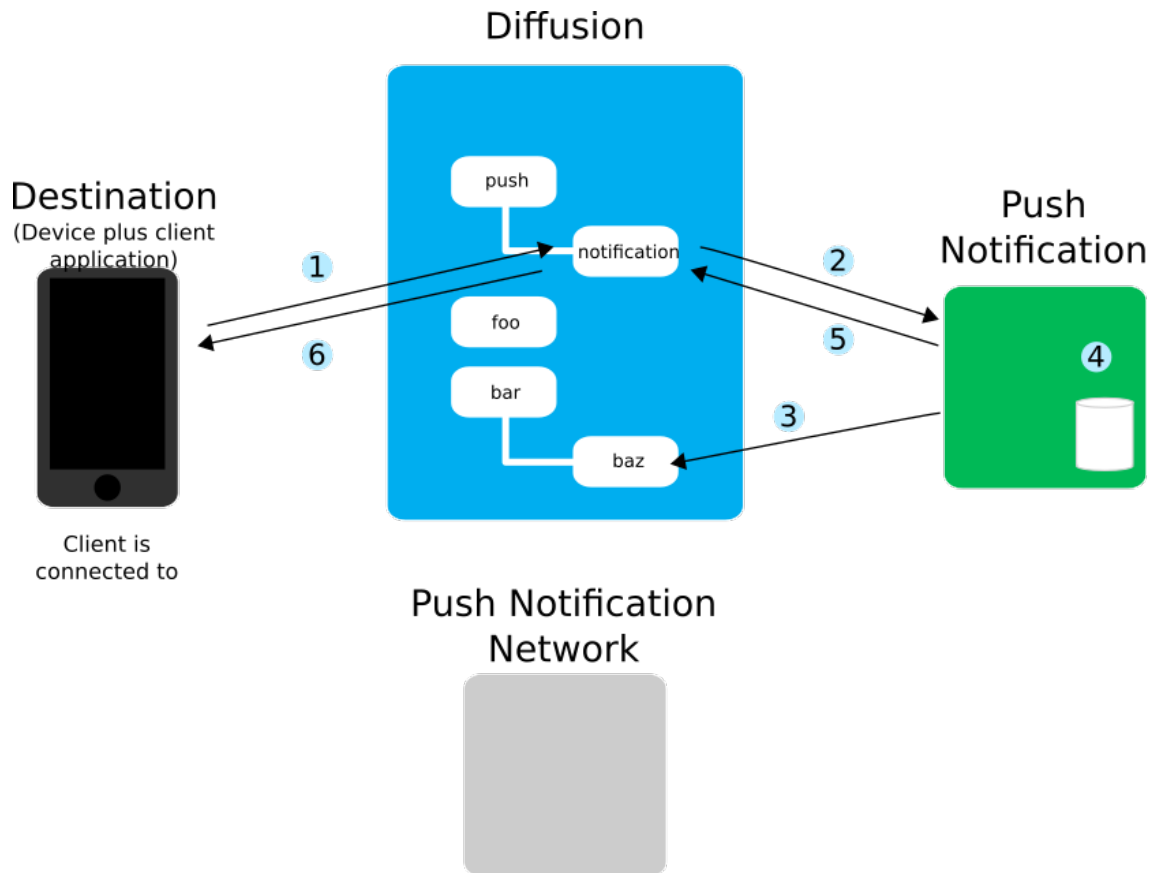 Diffusion
Destination
(Device plus client
application)
Push
Notification
push
notification
foo
bar
baz
1
2
6
5
4
3
Client is
connected to
Push Notification
Network